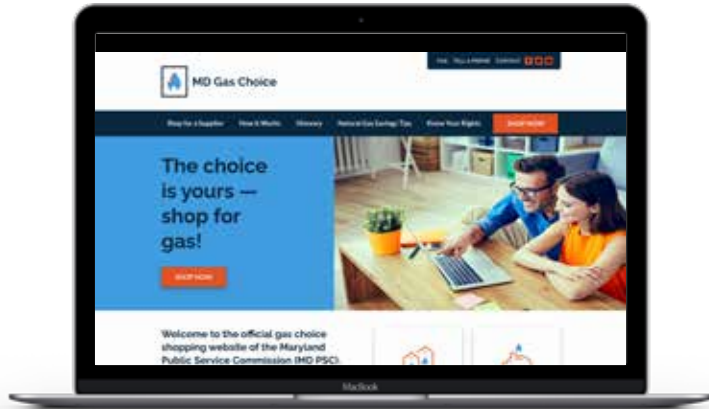 FAQ TELL A FRIEND CONTACT
MD Gas Choice
Shop for a Supplier How It Works Glossary Natural Gas Savings Tips Know Your Rights SHOP NOW
The choice
is yours —
shop for
gas!
SHOP NOW
Welcome to the official gas choice
shopping website of the Maryland
Public Service Commission (MD PSC).
MacBook